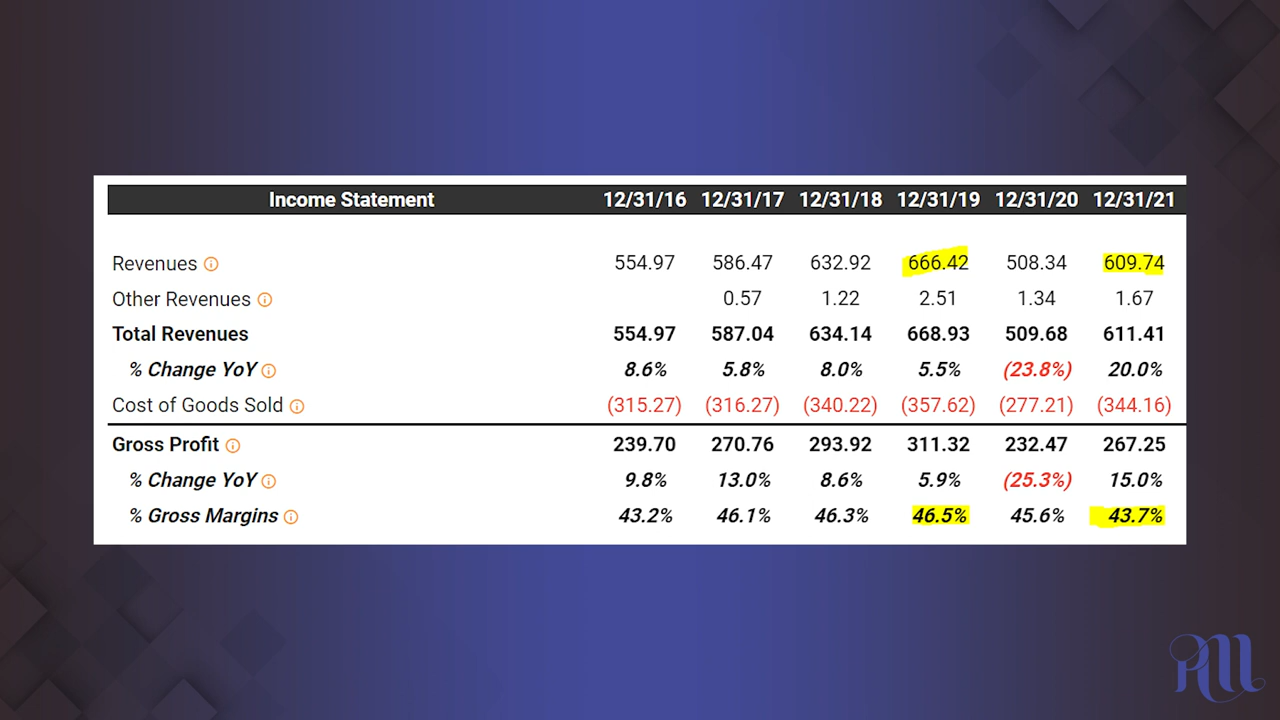 Income Statement 12/31/16 12/31/17 12/31/18 12/31/19 12/31/20 12/31/21
Revenues 554.97 586.47 632.92 666.42 508.34 609.74
Other Revenues 0.57 1.22 2.51 1.34 1.67
Total Revenues 554.97 587.04 634.14 668.93 509.68 611.41
% Change YoY 8.6% 5.8% 8.0% 5.5% (23.8%) 20.0%
Cost of Goods Sold (315.27) (316.27) (340.22) (357.62) (277.21) (344.16)
Gross Profit 239.70 270.76 293.92 311.32 232.47 267.25
% Change YoY 9.8% 13.0% 8.6% 5.9% (25.3%) 15.0%
% Gross Margins 43.2% 46.1% 46.3% 46.5% 45.6% 43.7%